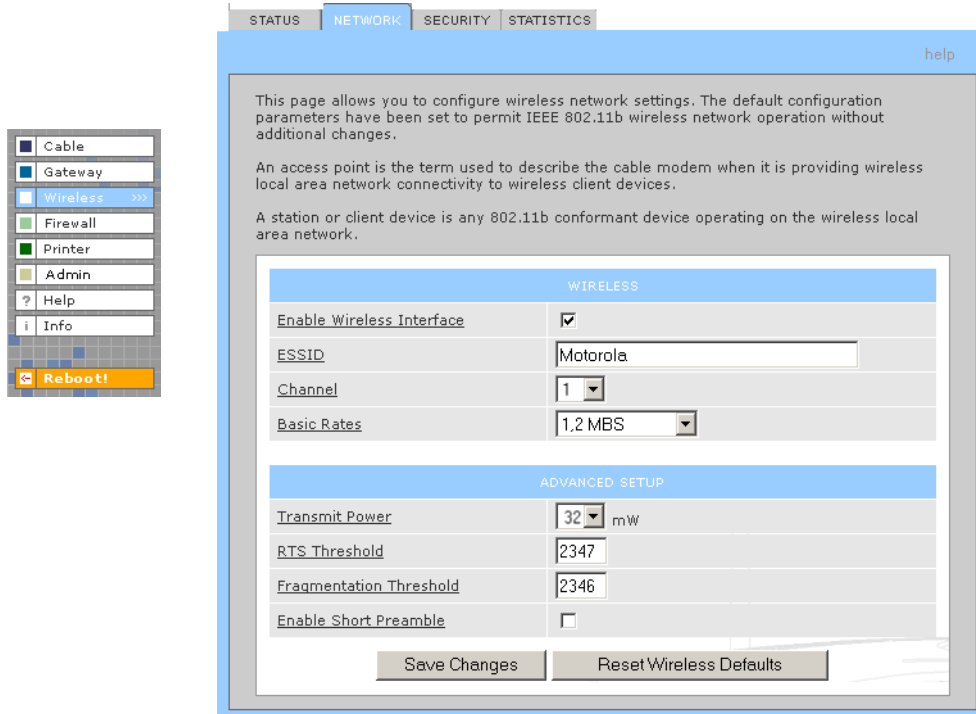 STATUS NETWORK SECURITY STATISTICS
help
Cable
Gateway
Wireless >>>
Firewall
Printer
Admin
? Help
i Info
Reboot!
This page allows you to configure wireless network settings. The default configuration
parameters have been set to permit IEEE 802.11b wireless network operation without
additional changes.
An access point is the term used to describe the cable modem when it is providing wireless
local area network connectivity to wireless client devices.
A station or client device is any 802.11b conformant device operating on the wireless local
area network.
WIRELESS
Enable Wireless Interface
ESSID Motorola
Channel 1
Basic Rates 1,2 MBS
ADVANCED SETUP
Transmit Power 32 mW
RTS Threshold 2347
Fragmentation Threshold 2346
Enable Short Preamble
Save Changes Reset Wireless Defaults